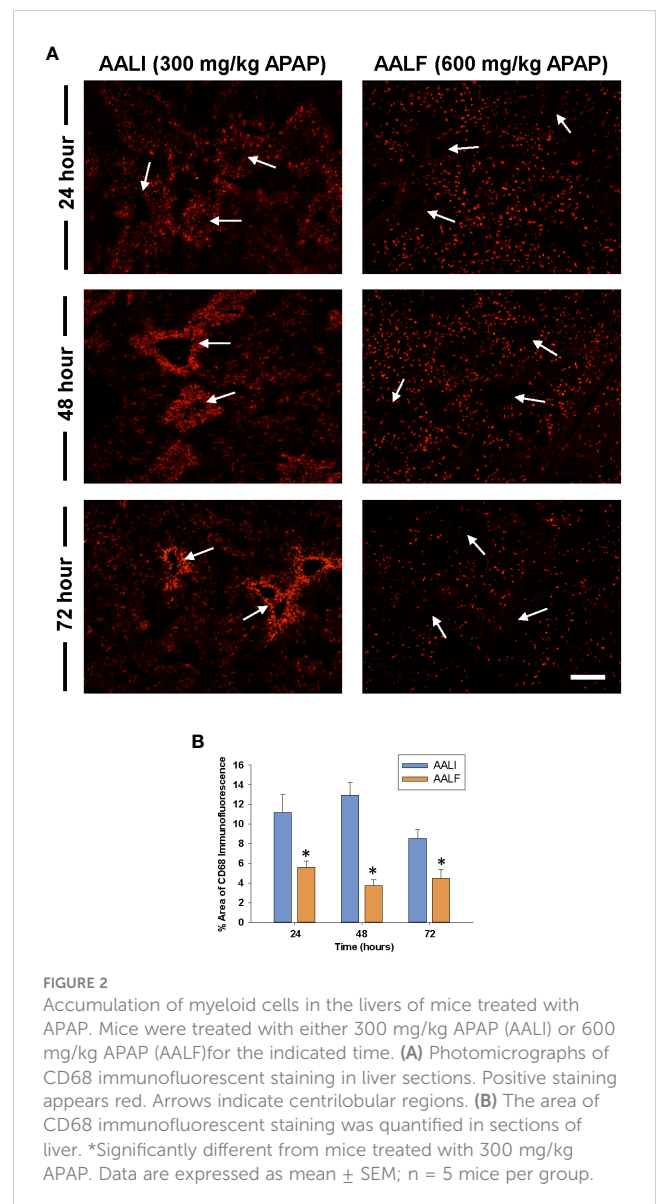 A
AALI (300 mg/kg APAP)
AALF (600 mg/kg APAP)
24 hour
48 hour
72 hour
B
% Area of CD68 Immunofluorescence
16
14
12
10
8
6
4
2
0
AALI
AALF
*
*
*
24
48
72
Time (hours)
FIGURE 2
Accumulation of myeloid cells in the livers of mice treated with
APAP. Mice were treated with either 300 mg/kg APAP (AALI) or 600
mg/kg APAP (AALF)for the indicated time. (A) Photomicrographs of
CD68 immunofluorescent staining in liver sections. Positive staining
appears red. Arrows indicate centrilobular regions. (B) The area of
CD68 immunofluorescent staining was quantified in sections of
liver. *Significantly different from mice treated with 300 mg/kg
APAP. Data are expressed as mean ± SEM; n = 5 mice per group.